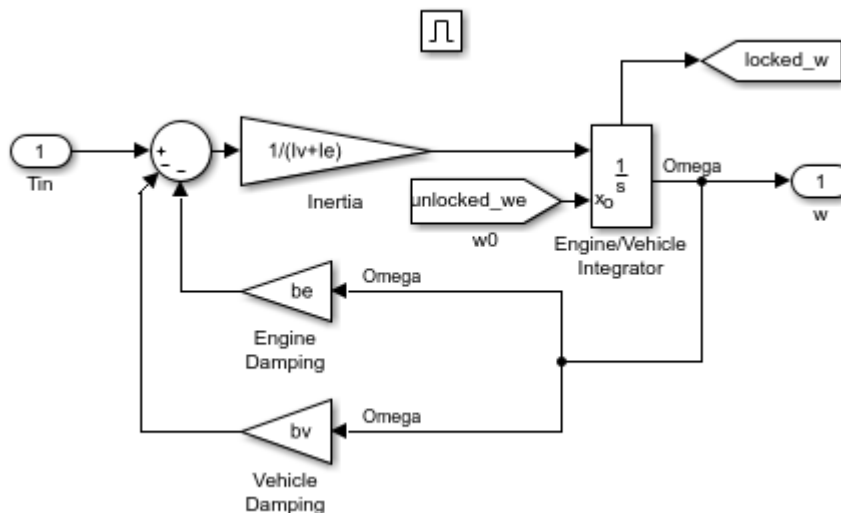 locked_w
1
Tin
+
−
−
1/(Iv+Ie)
Inertia
unlocked_we
w0
1
s
xo
Omega
Engine/Vehicle
Integrator
1
w
be
Omega
Engine
Damping
bv
Omega
Vehicle
Damping